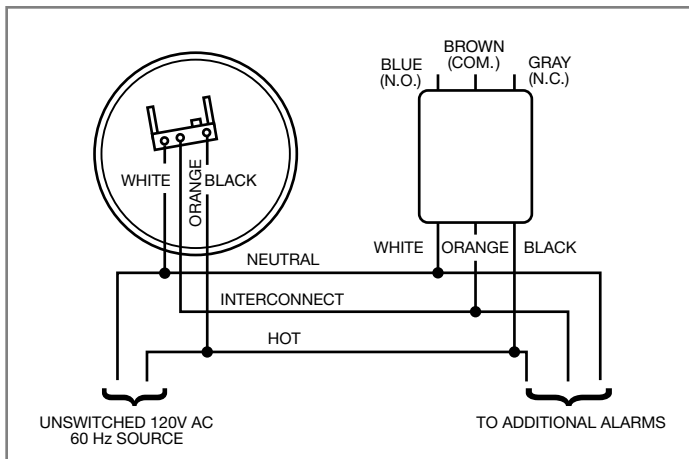 BLUE
(N.O.)
BROWN
(COM.)
GRAY
(N.C.)
WHITE
ORANGE
BLACK
WHITE
ORANGE
BLACK
NEUTRAL
INTERCONNECT
HOT
UNSWITCHED 120V AC
60 Hz SOURCE
TO ADDITIONAL ALARMS